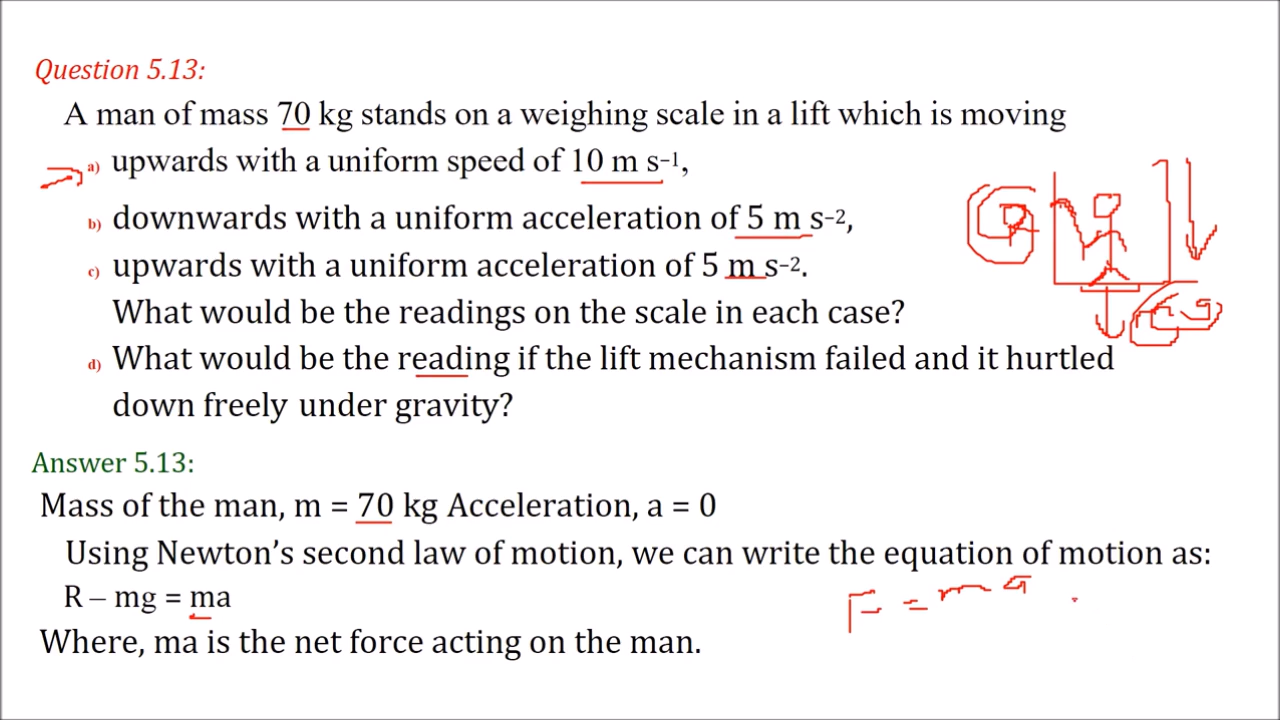 Question 5.13:
A man of mass 70 kg stands on a weighing scale in a lift which is moving
a) upwards with a uniform speed of 10 m s⁻¹,
b) downwards with a uniform acceleration of 5 m s⁻²,
c) upwards with a uniform acceleration of 5 m s⁻².
What would be the readings on the scale in each case?
d) What would be the reading if the lift mechanism failed and it hurtled
down freely under gravity?
Answer 5.13:
Mass of the man, m = 70 kg Acceleration, a = 0
Using Newton’s second law of motion, we can write the equation of motion as:
R – mg = ma
F = ma
Where, ma is the net force acting on the man.